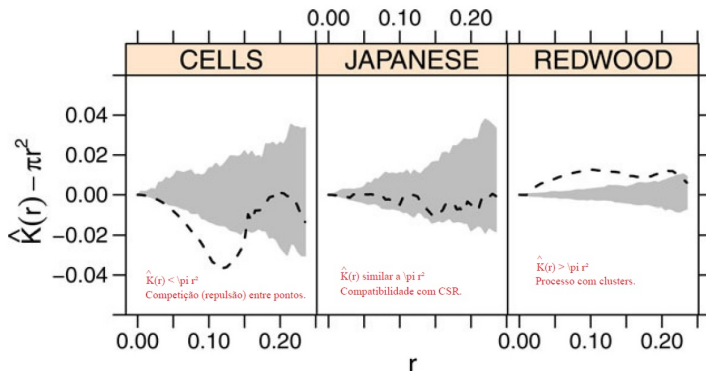 0.00 0.10 0.20
CELLS JAPANESE REDWOOD
0.04
0.02
0.00
−0.02
−0.04
K̂(r) − πr²
^
K(r) < \pi r²
Competição (repulsão) entre pontos.
^
K(r) similar a \pi r²
Compatibilidade com CSR.
^
K(r) > \pi r²
Processo com clusters.
0.00 0.10 0.20 0.00 0.10 0.20
r